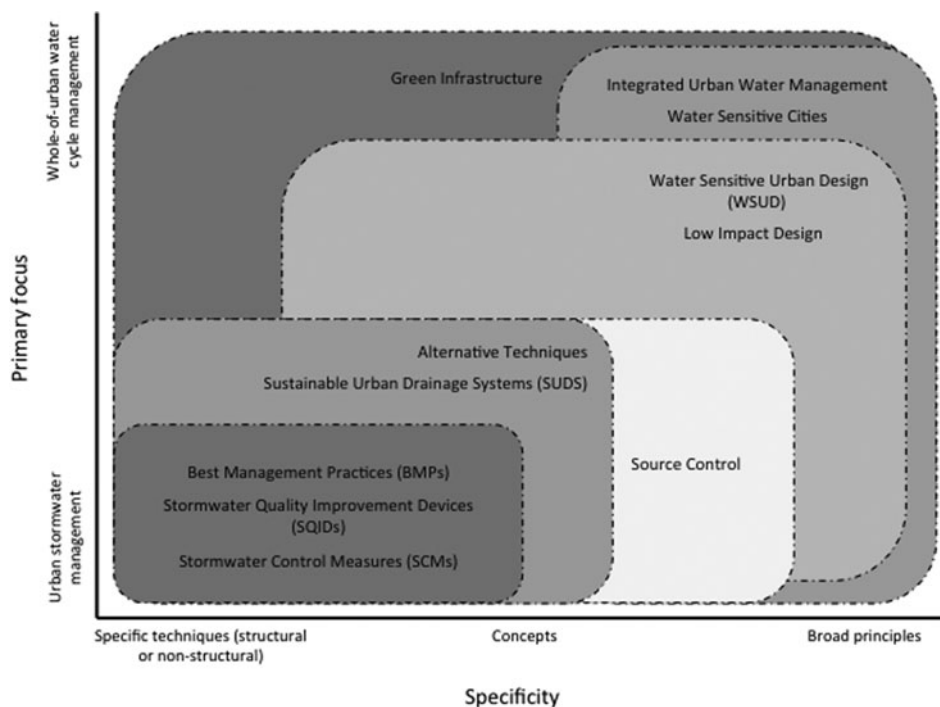 Whole-of-urban water
cycle management
Primary focus
Urban stormwater
management
Green Infrastructure
Integrated Urban Water Management
Water Sensitive Cities
Water Sensitive Urban Design
(WSUD)
Low Impact Design
Alternative Techniques
Sustainable Urban Drainage Systems (SUDS)
Source Control
Best Management Practices (BMPs)
Stormwater Quality Improvement Devices
(SQIDs)
Stormwater Control Measures (SCMs)
Specific techniques (structural
or non-structural)
Concepts
Broad principles
Specificity